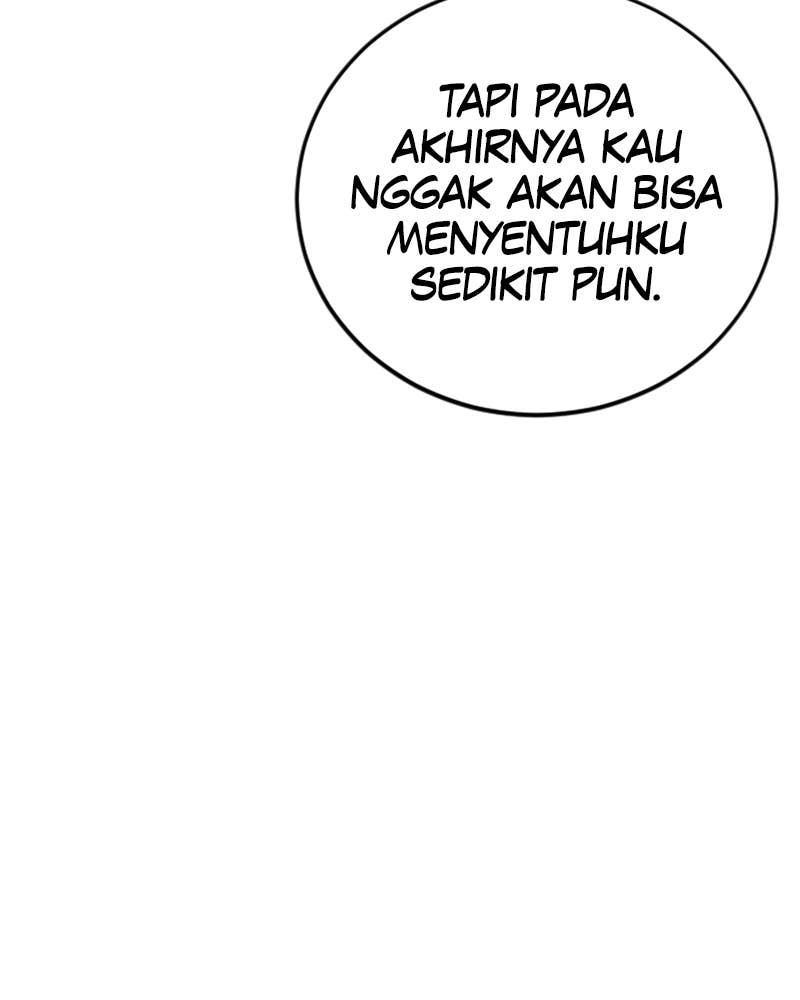 TAPI PADA
AKHIRNYA KAU
NGGAK AKAN BISA
MENYENTUHKU
SEDIKIT PUN.